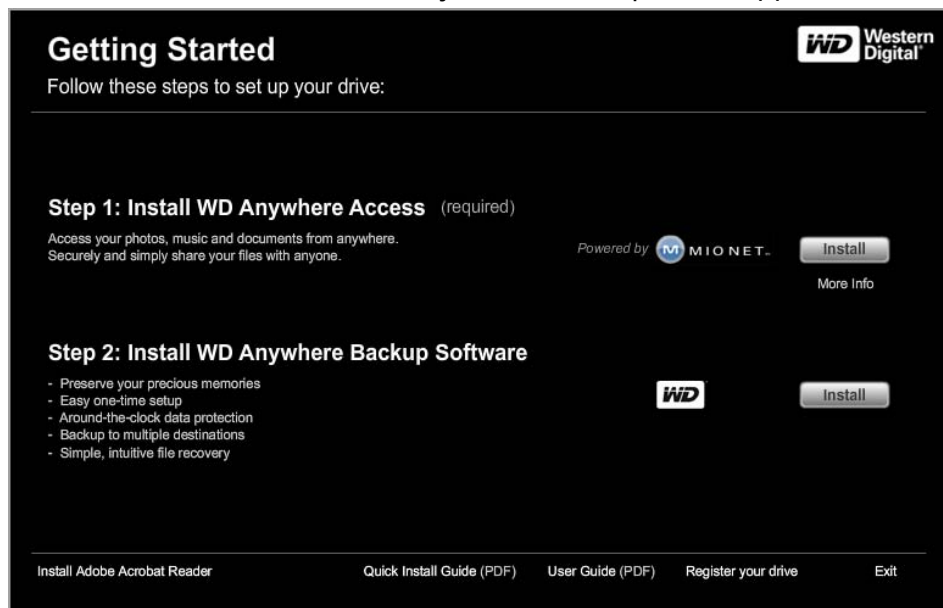 Getting Started
WD Western Digital®
Follow these steps to set up your drive:
Step 1: Install WD Anywhere Access (required)
Access your photos, music and documents from anywhere.
Securely and simply share your files with anyone.
Powered by M MIONET. Install
More Info
Step 2: Install WD Anywhere Backup Software
- Preserve your precious memories
- Easy one-time setup
- Around-the-clock data protection
- Backup to multiple destinations
- Simple, intuitive file recovery
WD Install
Install Adobe Acrobat Reader Quick Install Guide (PDF) User Guide (PDF) Register your drive Exit